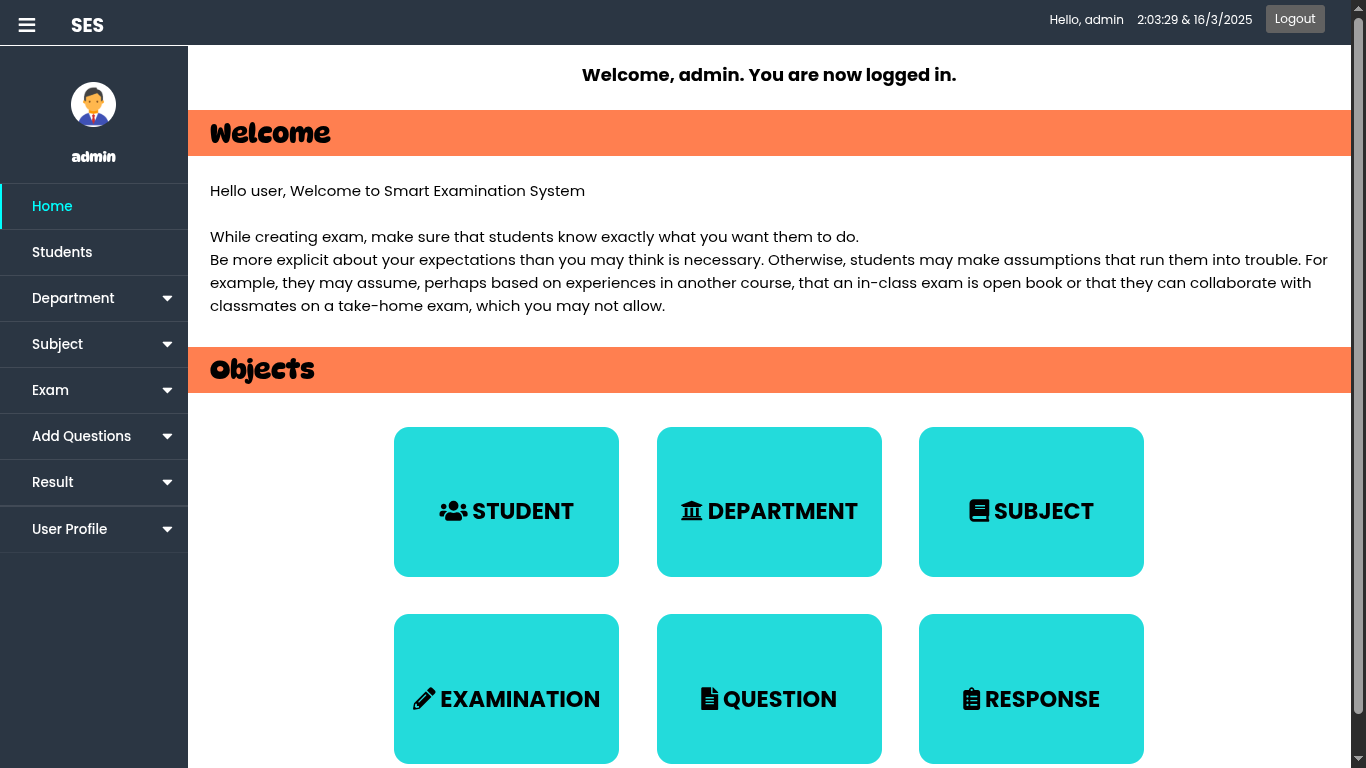 SES
Hello, admin 2:03:29 & 16/3/2025 Logout
admin
Home
Students
Department
Subject
Exam
Add Questions
Result
User Profile
Welcome, admin. You are now logged in.
Welcome
Hello user, Welcome to Smart Examination System
While creating exam, make sure that students know exactly what you want them to do.
Be more explicit about your expectations than you may think is necessary. Otherwise, students may make assumptions that run them into trouble. For
example, they may assume, perhaps based on experiences in another course, that an in-class exam is open book or that they can collaborate with
classmates on a take-home exam, which you may not allow.
Objects
STUDENT
DEPARTMENT
SUBJECT
EXAMINATION
QUESTION
RESPONSE